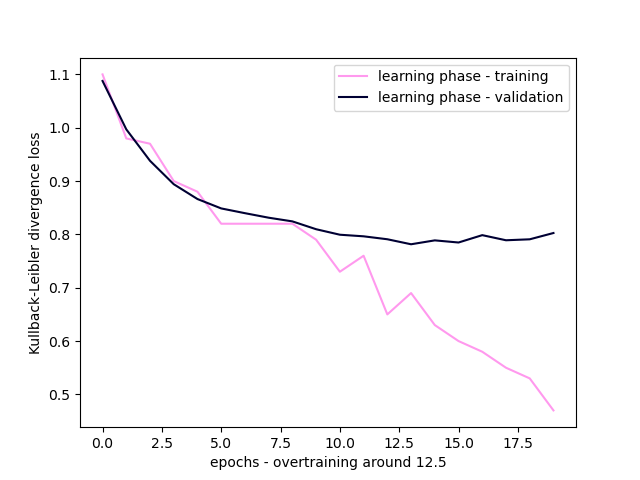 learning phase - training
learning phase - validation
1.1
1.0
0.9
0.8
0.7
0.6
0.5
Kullback-Leibler divergence loss
0.0 2.5 5.0 7.5 10.0 12.5 15.0 17.5
epochs - overtraining around 12.5